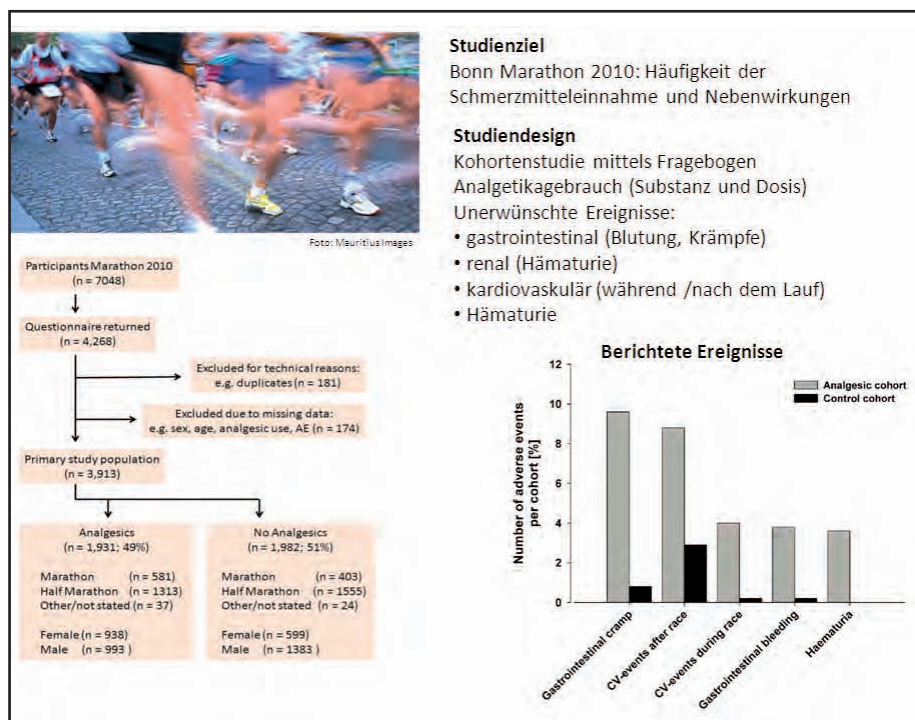 Studienziel
Bonn Marathon 2010: Häufigkeit der
Schmerzmitteleinnahme und Nebenwirkungen
Studiendesign
Kohortenstudie mittels Fragebogen
Analgetikagebrauch (Substanz und Dosis)
Unerwünschte Ereignisse:
• gastrointestinal (Blutung, Krämpfe)
• renal (Hämaturie)
• kardiovaskulär (während /nach dem Lauf)
• Hämaturie
Foto: Mauritius Images
Participants Marathon 2010
(n = 7048)
Questionnaire returned
(n = 4,268)
Excluded for technical reasons:
e.g. duplicates (n = 181)
Excluded due to missing data:
e.g. sex, age, analgesic use, AE (n = 174)
Primary study population
(n = 3,913)
Analgesics
(n = 1,931; 49%)
Marathon (n = 581)
Half Marathon (n = 1313)
Other/not stated (n = 37)
Female (n = 938)
Male (n = 993 )
No Analgesics
(n = 1,982; 51%)
Marathon (n = 403)
Half Marathon (n = 1555)
Other/not stated (n = 24)
Female (n = 599)
Male (n = 1383)
Berichtete Ereignisse
Number of adverse events
per cohort [%]
12
10
8
6
4
2
0
Analgesic cohort
Control cohort
Gastrointestinal cramp
CV-events after race
CV-events during race
Gastrointestinal bleeding
Haematuria